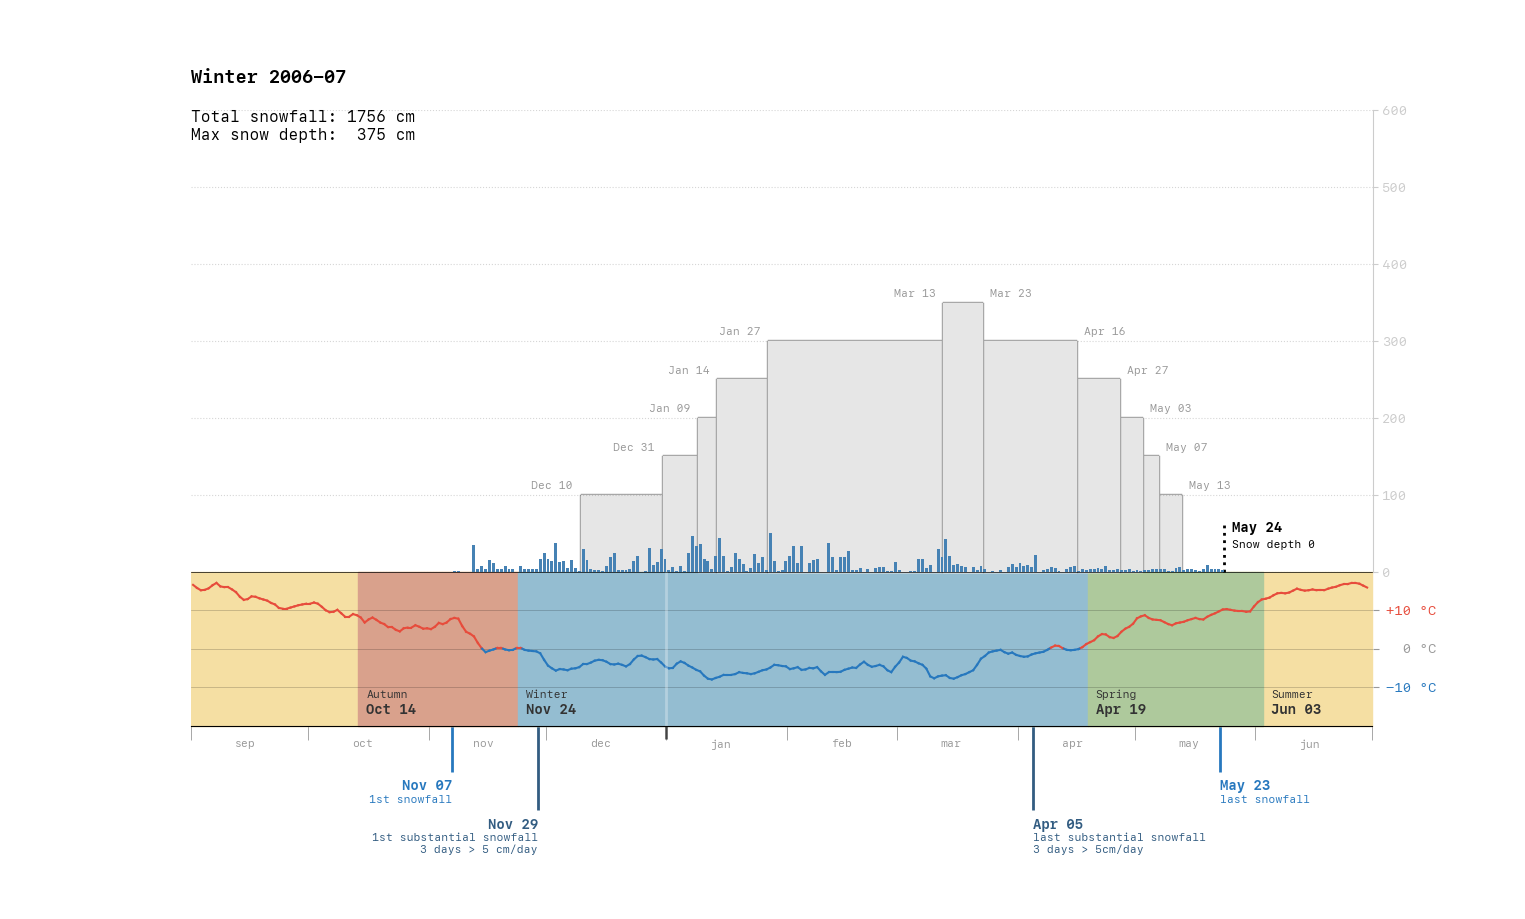 Winter 2006–07
Total snowfall: 1756 cm
Max snow depth: 375 cm
600
500
400
Mar 13
Mar 23
Jan 27
Apr 16
300
Jan 14
Apr 27
Jan 09
May 03
200
Dec 31
May 07
Dec 10
May 13
100
May 24
Snow depth 0
0
+10 °C
0 °C
−10 °C
Autumn
Oct 14
Winter
Nov 24
Spring
Apr 19
Summer
Jun 03
sep
oct
nov
dec
jan
feb
mar
apr
may
jun
Nov 07
1st snowfall
May 23
last snowfall
Nov 29
1st substantial snowfall
3 days > 5 cm/day
Apr 05
last substantial snowfall
3 days > 5cm/day